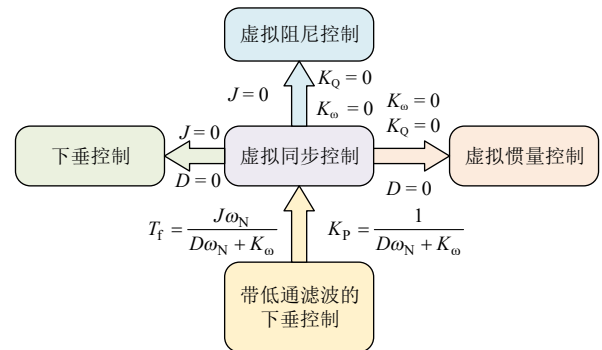 虚拟阻尼控制
J = 0
K_Q = 0
K_ω = 0
K_ω = 0
K_Q = 0
J = 0
下垂控制
虚拟同步控制
虚拟惯量控制
D = 0
D = 0
T_f = \frac{Jω_N}{Dω_N + K_ω}
K_P = \frac{1}{Dω_N + K_ω}
带低通滤波的
下垂控制